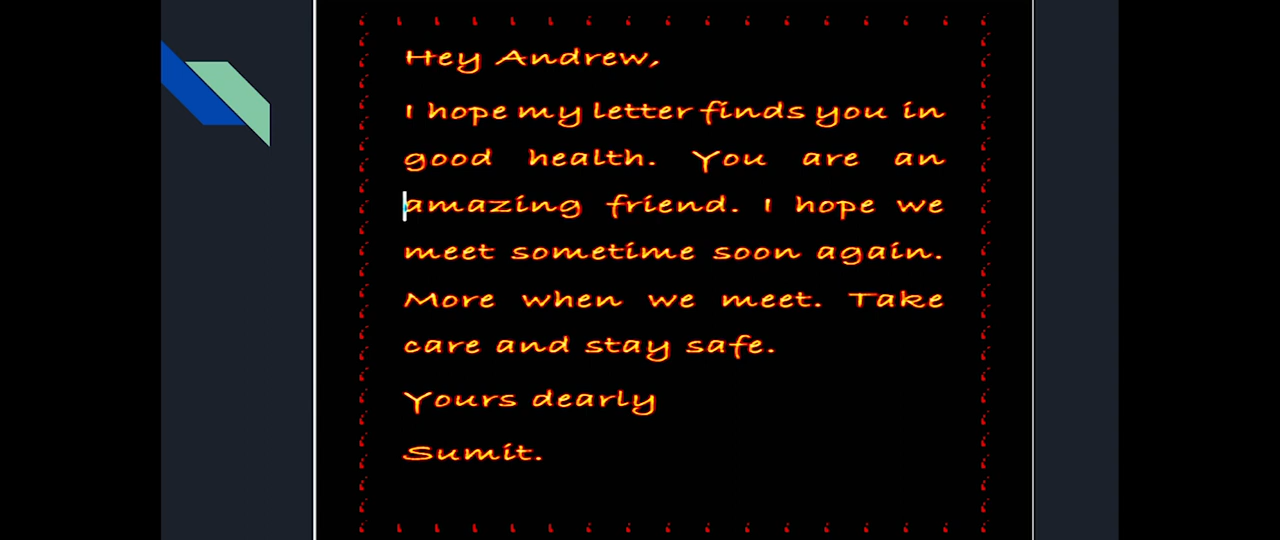 Hey Andrew,
I hope my letter finds you in
good health. You are an
amazing friend. I hope we
meet sometime soon again.
More when we meet. Take
care and stay safe.
Yours dearly
Sumit.